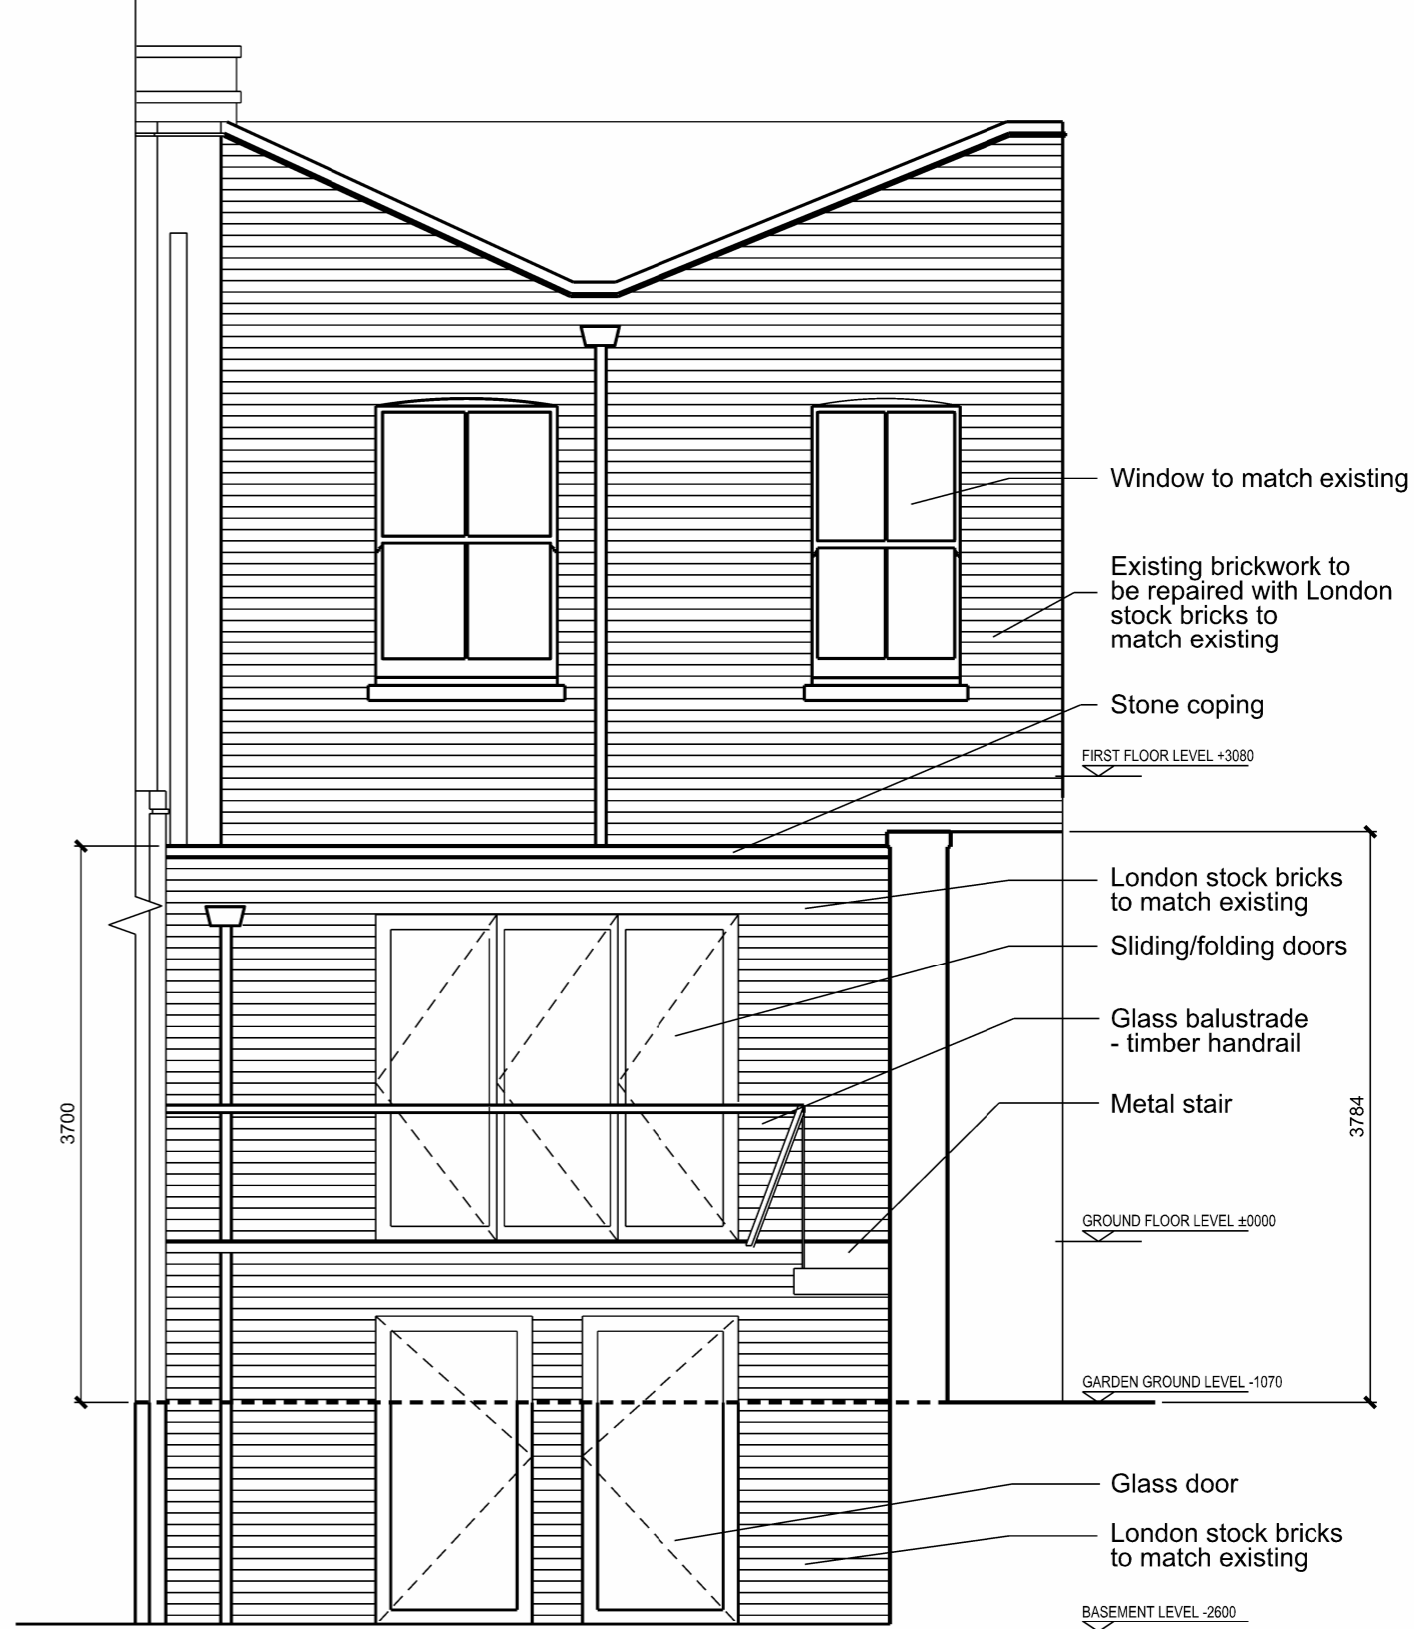 Window to match existing
Existing brickwork to
be repaired with London
stock bricks to
match existing
Stone coping
FIRST FLOOR LEVEL +3080
London stock bricks
to match existing
Sliding/folding doors
Glass balustrade
- timber handrail
Metal stair
3700
3784
GROUND FLOOR LEVEL ±0000
GARDEN GROUND LEVEL -1070
Glass door
London stock bricks
to match existing
BASEMENT LEVEL -2600